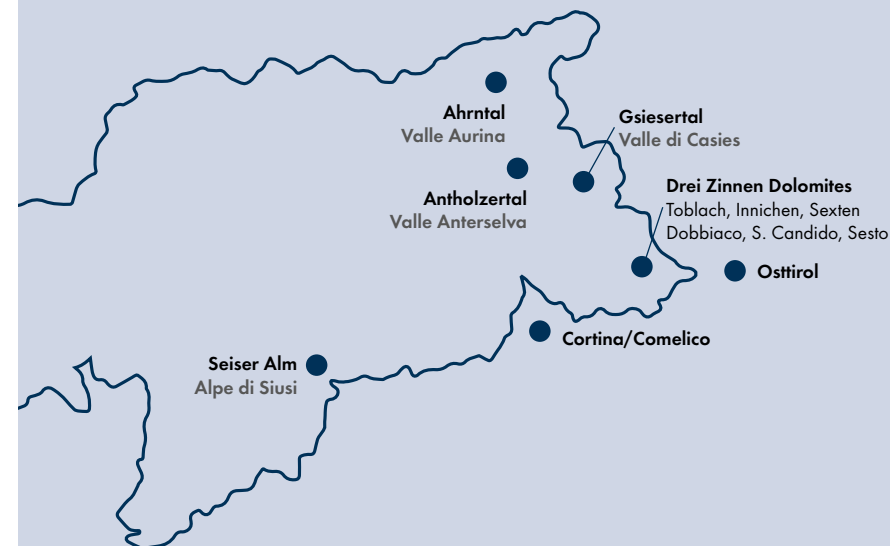 Ahrntal
Valle Aurina
Gsiesertal
Valle di Casies
Antholzertal
Valle Anterselva
Drei Zinnen Dolomites
Toblach, Innichen, Sexten
Dobbiaco, S. Candido, Sesto
Osttirol
Cortina/Comelico
Seiser Alm
Alpe di Siusi